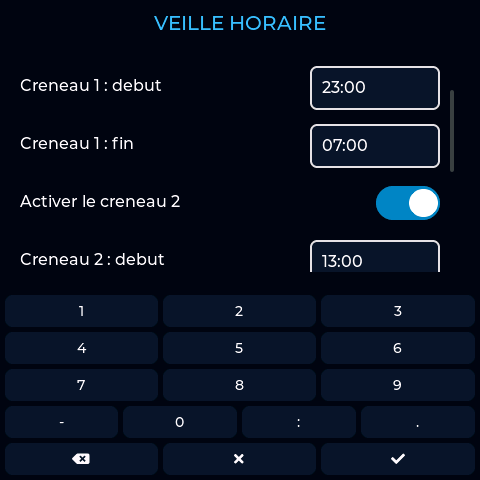 VEILLE HORAIRE
Creneau 1 : debut 23:00
Creneau 1 : fin 07:00
Activer le creneau 2
Creneau 2 : debut 13:00
1 2 3
4 5 6
7 8 9
- 0 : .